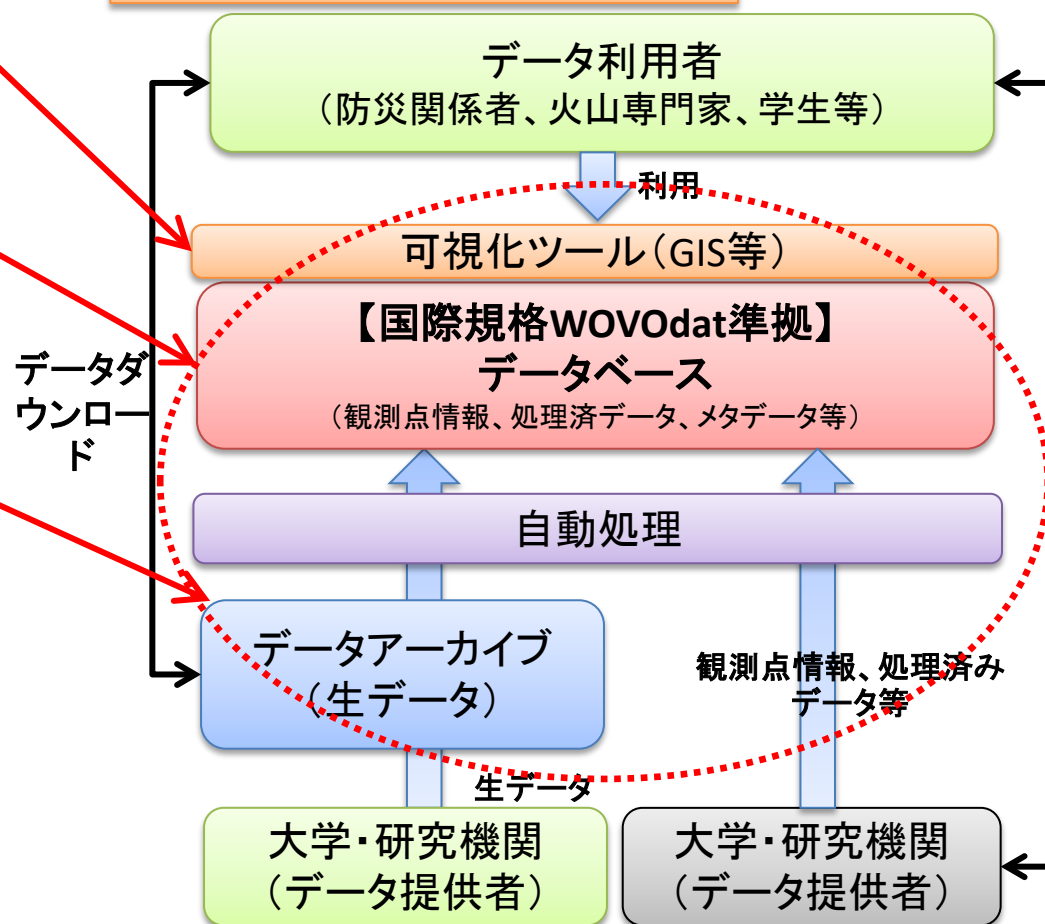 データ利用者
（防災関係者、火山専門家、学生等）
利用
可視化ツール（GIS等）
【国際規格WOVOdat準拠】
データベース
（観測点情報、処理済データ、メタデータ等）
データダ
ウンロー
ド
自動処理
データアーカイブ
（生データ）
観測点情報、処理済み
データ等
生データ
大学・研究機関
（データ提供者）
大学・研究機関
（データ提供者）